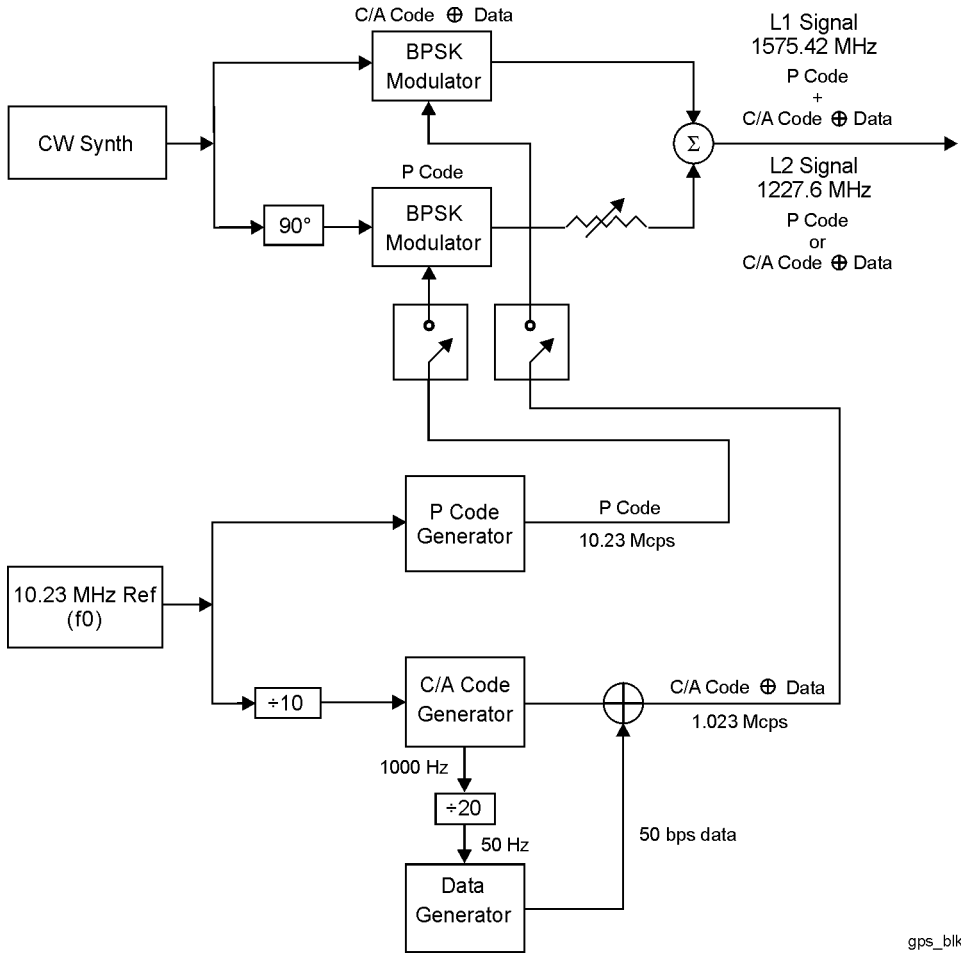 C/A Code ⊕ Data
BPSK
Modulator
CW Synth
P Code
90°
BPSK
Modulator
Σ
L1 Signal
1575.42 MHz
P Code
+
C/A Code ⊕ Data
L2 Signal
1227.6 MHz
P Code
or
C/A Code ⊕ Data
P Code
Generator
P Code
10.23 Mcps
10.23 MHz Ref
(f0)
÷10
C/A Code
Generator
C/A Code ⊕ Data
1.023 Mcps
1000 Hz
÷20
50 Hz
50 bps data
Data
Generator
gps_blk